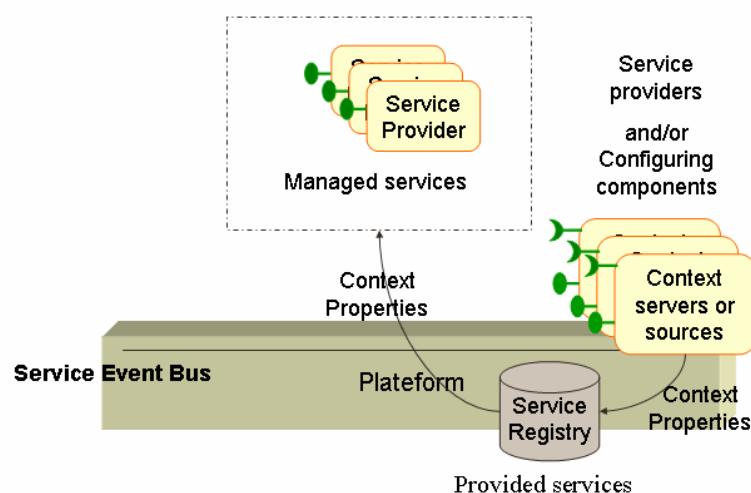 Service
Provider
Managed services
Service
providers
and/or
Configuring
components
Context
servers or
sources
Context
Properties
Service Event Bus
Plateform
Service
Registry
Context
Properties
Provided services